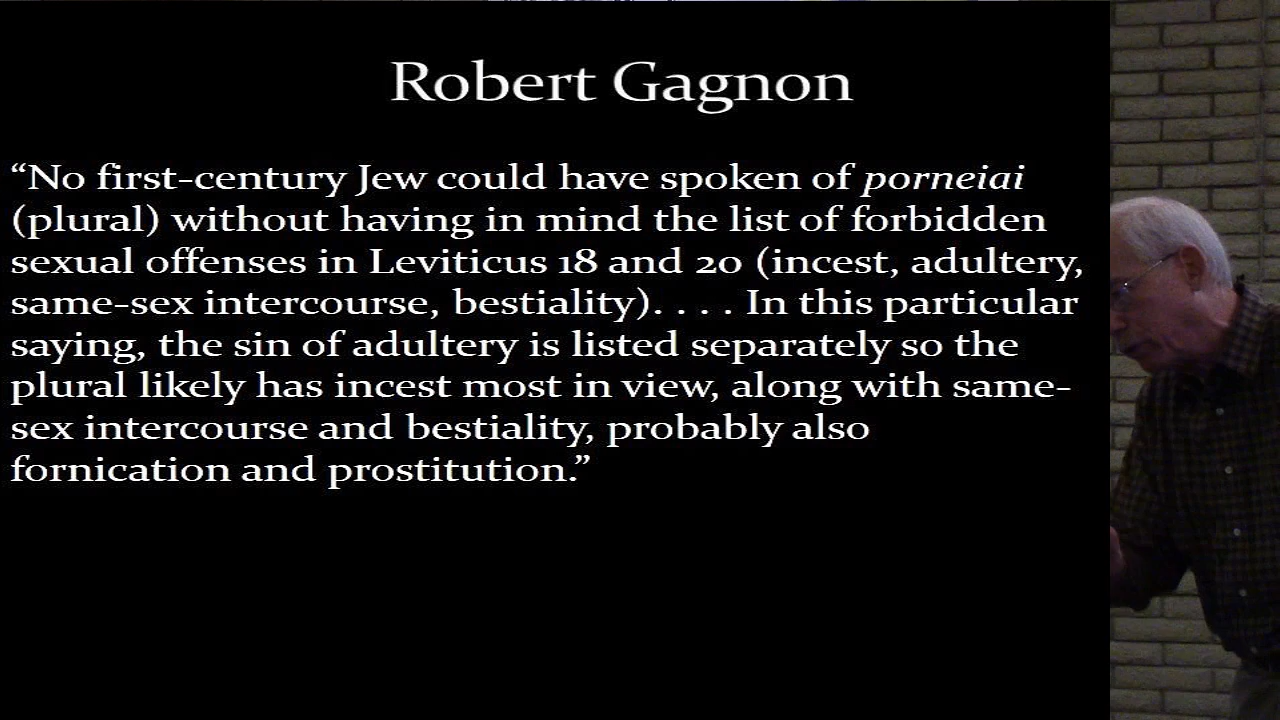 Robert Gagnon
“No first-century Jew could have spoken of porneiai
(plural) without having in mind the list of forbidden
sexual offenses in Leviticus 18 and 20 (incest, adultery,
same-sex intercourse, bestiality). . . . In this particular
saying, the sin of adultery is listed separately so the
plural likely has incest most in view, along with same-
sex intercourse and bestiality, probably also
fornication and prostitution.”